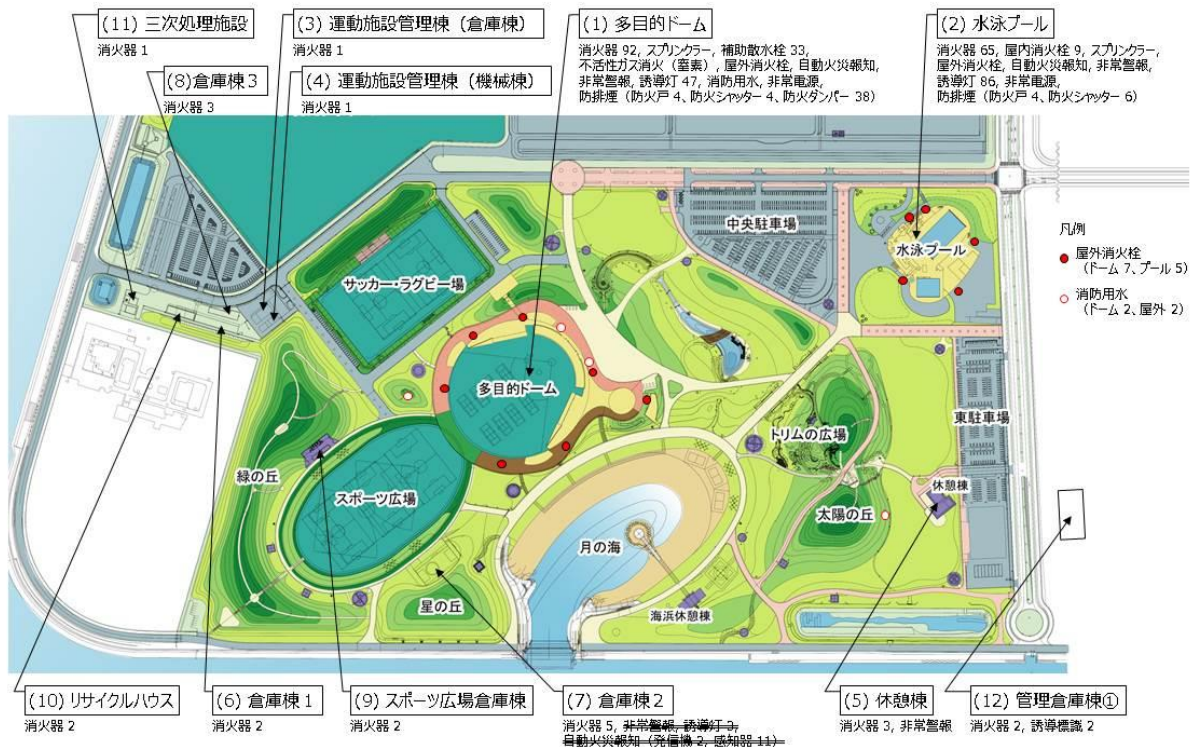 (11) 三次処理施設
消火器 1
(3) 運動施設管理棟（倉庫棟）
消火器 1
(1) 多目的ドーム
消火器 92, スプリンクラー, 補助散水栓 33,
不活性ガス消火（窒素）, 屋外消火栓, 自動火災報知,
非常警報, 誘導灯 47, 消防用水, 非常電源,
防排煙（防火戸 4、防火シャッター 4、防火ダンパー 38）
(2) 水泳プール
消火器 65, 屋内消火栓 9, スプリンクラー,
屋外消火栓, 自動火災報知, 非常警報,
誘導灯 86, 非常電源,
防排煙（防火戸 4、防火シャッター 6）
(8) 倉庫棟 3
消火器 3
(4) 運動施設管理棟（機械棟）
消火器 1
中央駐車場
水泳プール
凡例
屋外消火栓
（ドーム 7、プール 5）
消防用水
（ドーム 2、屋外 2）
サッカー・ラグビー場
多目的ドーム
トリムの広場
東駐車場
緑の丘
スポーツ広場
休憩棟
太陽の丘
月の海
星の丘
海浜休憩棟
(10) リサイクルハウス
消火器 2
(6) 倉庫棟 1
消火器 2
(9) スポーツ広場倉庫棟
消火器 2
(7) 倉庫棟 2
消火器 5, 非常警報, 誘導灯 3,
自動火災報知（発信機 2, 感知器 11）
(5) 休憩棟
消火器 3, 非常警報
(12) 管理倉庫棟①
消火器 2, 誘導標識 2